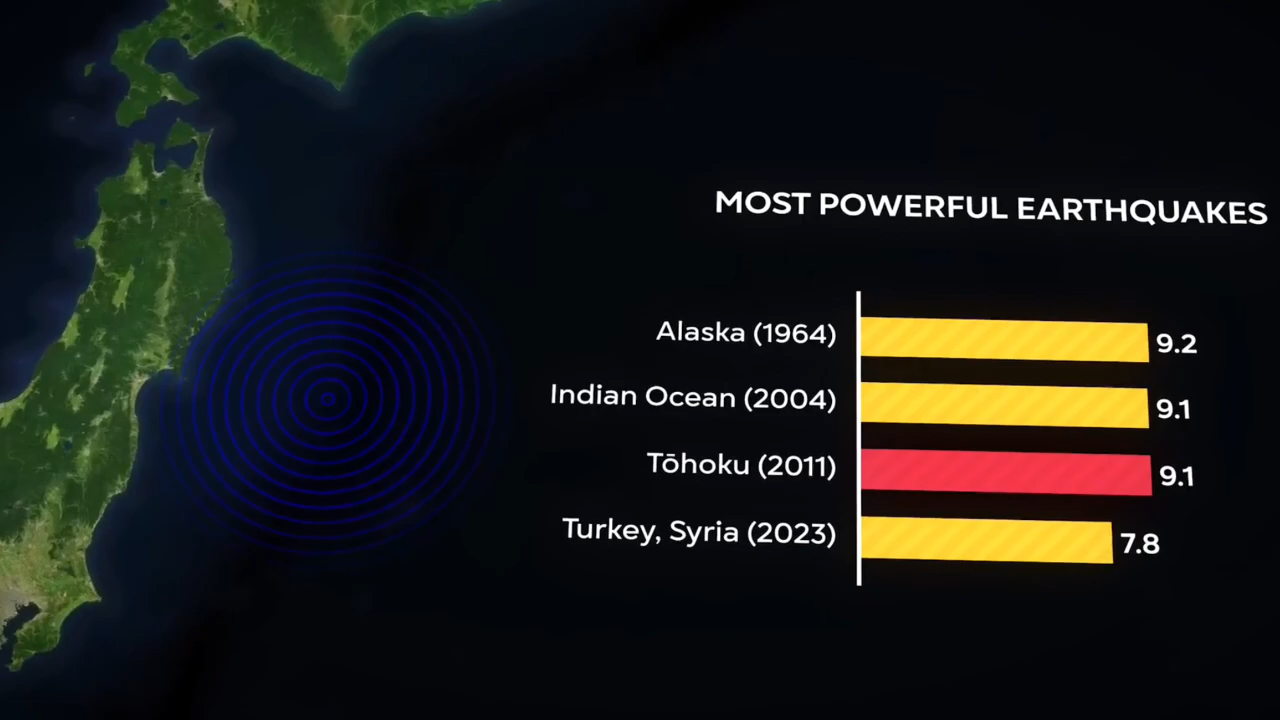 MOST POWERFUL EARTHQUAKES
Alaska (1964) 9.2
Indian Ocean (2004) 9.1
Tōhoku (2011) 9.1
Turkey, Syria (2023) 7.8